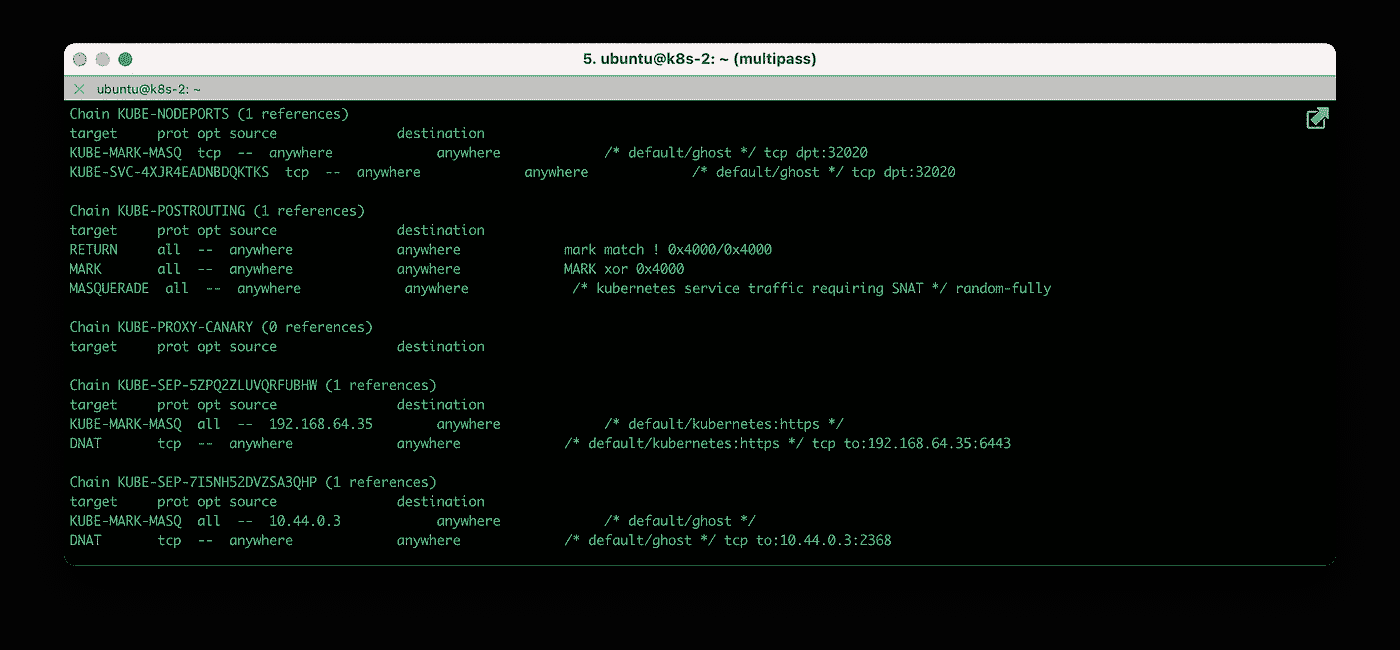 5. ubuntu@k8s-2: ~ (multipass)
ubuntu@k8s-2: ~
Chain KUBE-NODEPORTS (1 references)
target     prot opt source               destination
KUBE-MARK-MASQ  tcp  --  anywhere             anywhere             /* default/ghost */ tcp dpt:32020
KUBE-SVC-4XJR4EADNBDQKTKS  tcp  --  anywhere             anywhere             /* default/ghost */ tcp dpt:32020
Chain KUBE-POSTROUTING (1 references)
target     prot opt source               destination
RETURN     all  --  anywhere             anywhere             mark match ! 0x4000/0x4000
MARK       all  --  anywhere             anywhere             MARK xor 0x4000
MASQUERADE  all  --  anywhere             anywhere             /* kubernetes service traffic requiring SNAT */ random-fully
Chain KUBE-PROXY-CANARY (0 references)
target     prot opt source               destination
Chain KUBE-SEP-5ZPQ2ZLUVQRFUBHW (1 references)
target     prot opt source               destination
KUBE-MARK-MASQ  all  --  192.168.64.35        anywhere             /* default/kubernetes:https */
DNAT       tcp  --  anywhere             anywhere             /* default/kubernetes:https */ tcp to:192.168.64.35:6443
Chain KUBE-SEP-7I5NH52DVZSA3QHP (1 references)
target     prot opt source               destination
KUBE-MARK-MASQ  all  --  10.44.0.3            anywhere             /* default/ghost */
DNAT       tcp  --  anywhere             anywhere             /* default/ghost */ tcp to:10.44.0.3:2368